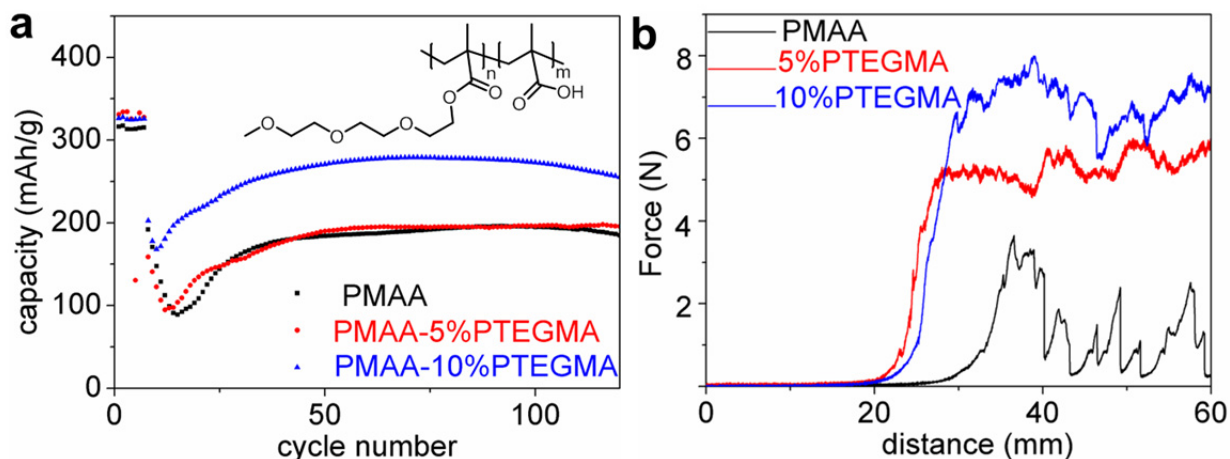 a
400
300
200
100
0
capacity (mAh/g)
0
50
100
cycle number
O
O
O
O
O
O
OH
n
m
PMAA
PMAA-5%PTEGMA
PMAA-10%PTEGMA
b
8
6
4
2
Force (N)
0
20
40
60
distance (mm)
PMAA
5%PTEGMA
10%PTEGMA